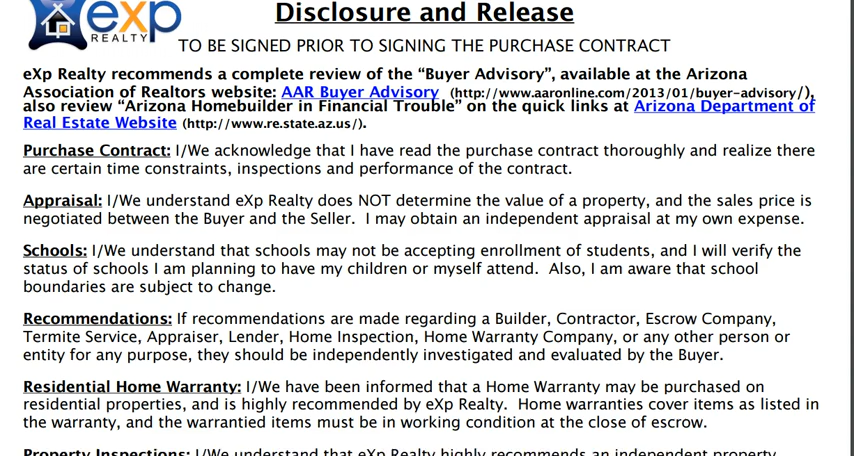 eXp
REALTY
Disclosure and Release
TO BE SIGNED PRIOR TO SIGNING THE PURCHASE CONTRACT
eXp Realty recommends a complete review of the “Buyer Advisory”, available at the Arizona
Association of Realtors website: AAR Buyer Advisory (http://www.aaronline.com/2013/01/buyer-advisory/),
also review “Arizona Homebuilder in Financial Trouble” on the quick links at Arizona Department of
Real Estate Website (http://www.re.state.az.us/).
Purchase Contract: I/We acknowledge that I have read the purchase contract thoroughly and realize there
are certain time constraints, inspections and performance of the contract.
Appraisal: I/We understand eXp Realty does NOT determine the value of a property, and the sales price is
negotiated between the Buyer and the Seller. I may obtain an independent appraisal at my own expense.
Schools: I/We understand that schools may not be accepting enrollment of students, and I will verify the
status of schools I am planning to have my children or myself attend. Also, I am aware that school
boundaries are subject to change.
Recommendations: If recommendations are made regarding a Builder, Contractor, Escrow Company,
Termite Service, Appraiser, Lender, Home Inspection, Home Warranty Company, or any other person or
entity for any purpose, they should be independently investigated and evaluated by the Buyer.
Residential Home Warranty: I/We have been informed that a Home Warranty may be purchased on
residential properties, and is highly recommended by eXp Realty. Home warranties cover items as listed in
the warranty, and the warrantied items must be in working condition at the close of escrow.
Property Inspections: I/We understand that eXp Realty highly recommends an independent property